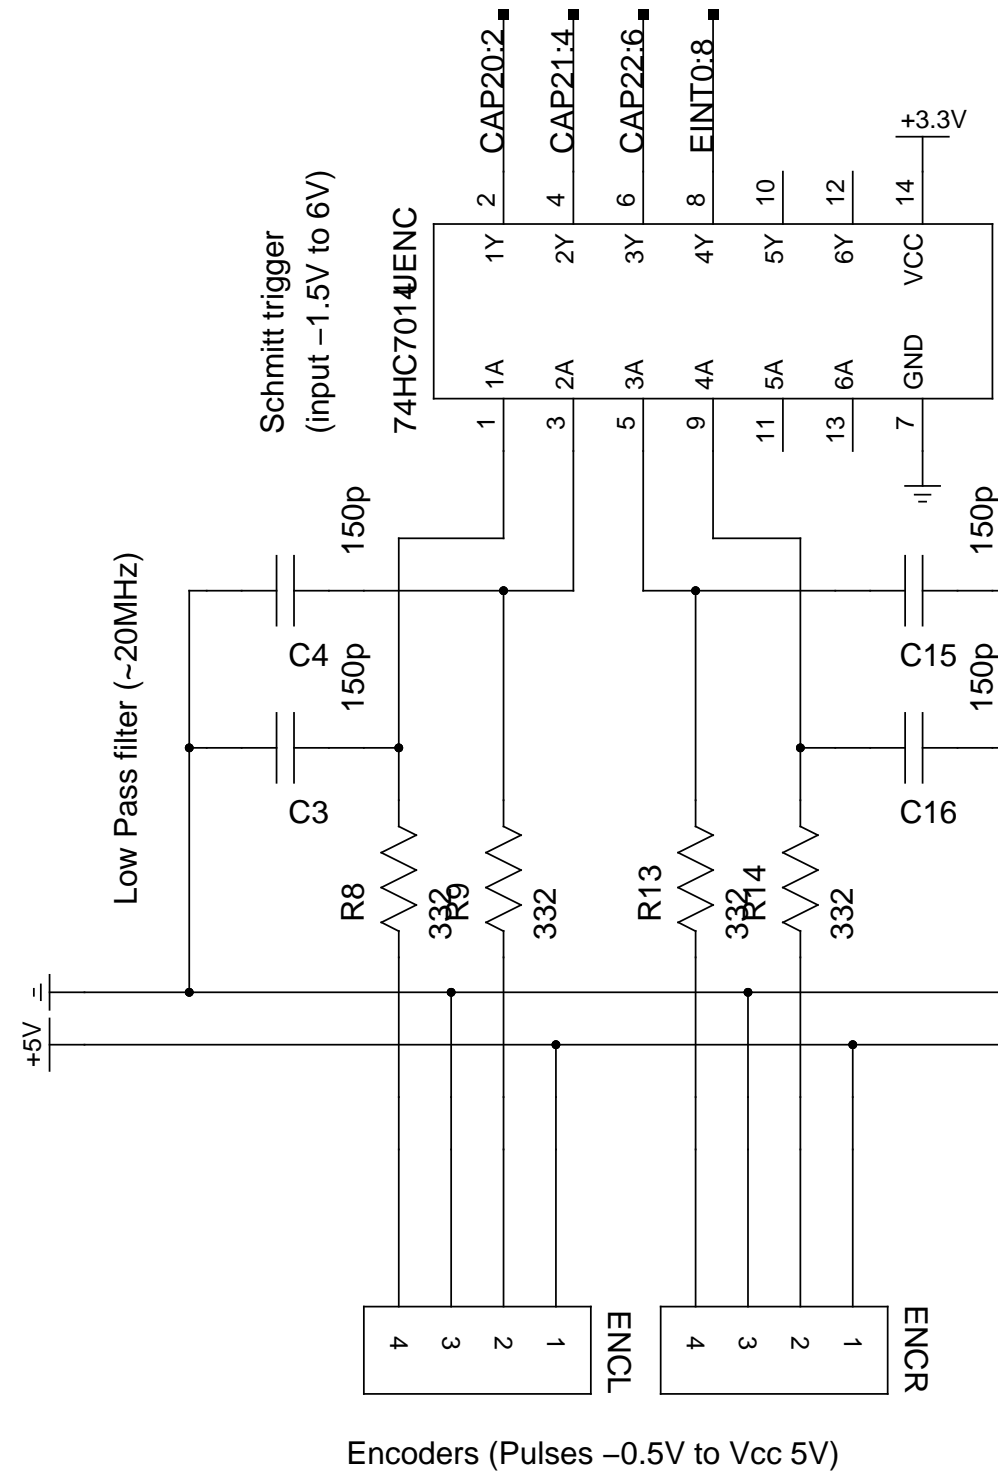 CAP20:2
CAP21:4
CAP22:6
EINT0:8
+3.3V
2
4
6
8
10
12
14
Schmitt trigger
(input −1.5V to 6V)
74HC7014
UENC
1Y
2Y
3Y
4Y
5Y
6Y
VCC
1A
2A
3A
4A
5A
6A
GND
1
3
5
9
11
13
7
150p
150p
Low Pass filter (~20MHz)
C4
C15
150p
150p
C3
C16
R8
332
R9
332
R13
332
R14
332
+5V
4
3
2
1
ENCL
4
3
2
1
ENCR
Encoders (Pulses −0.5V to Vcc 5V)